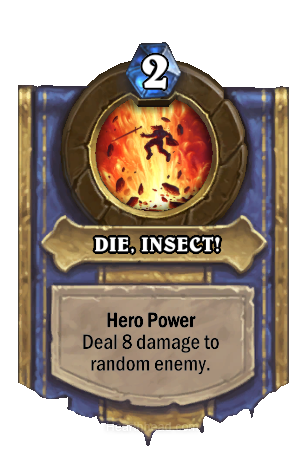 2
DIE, INSECT!
Hero Power
Deal 8 damage to
random enemy.